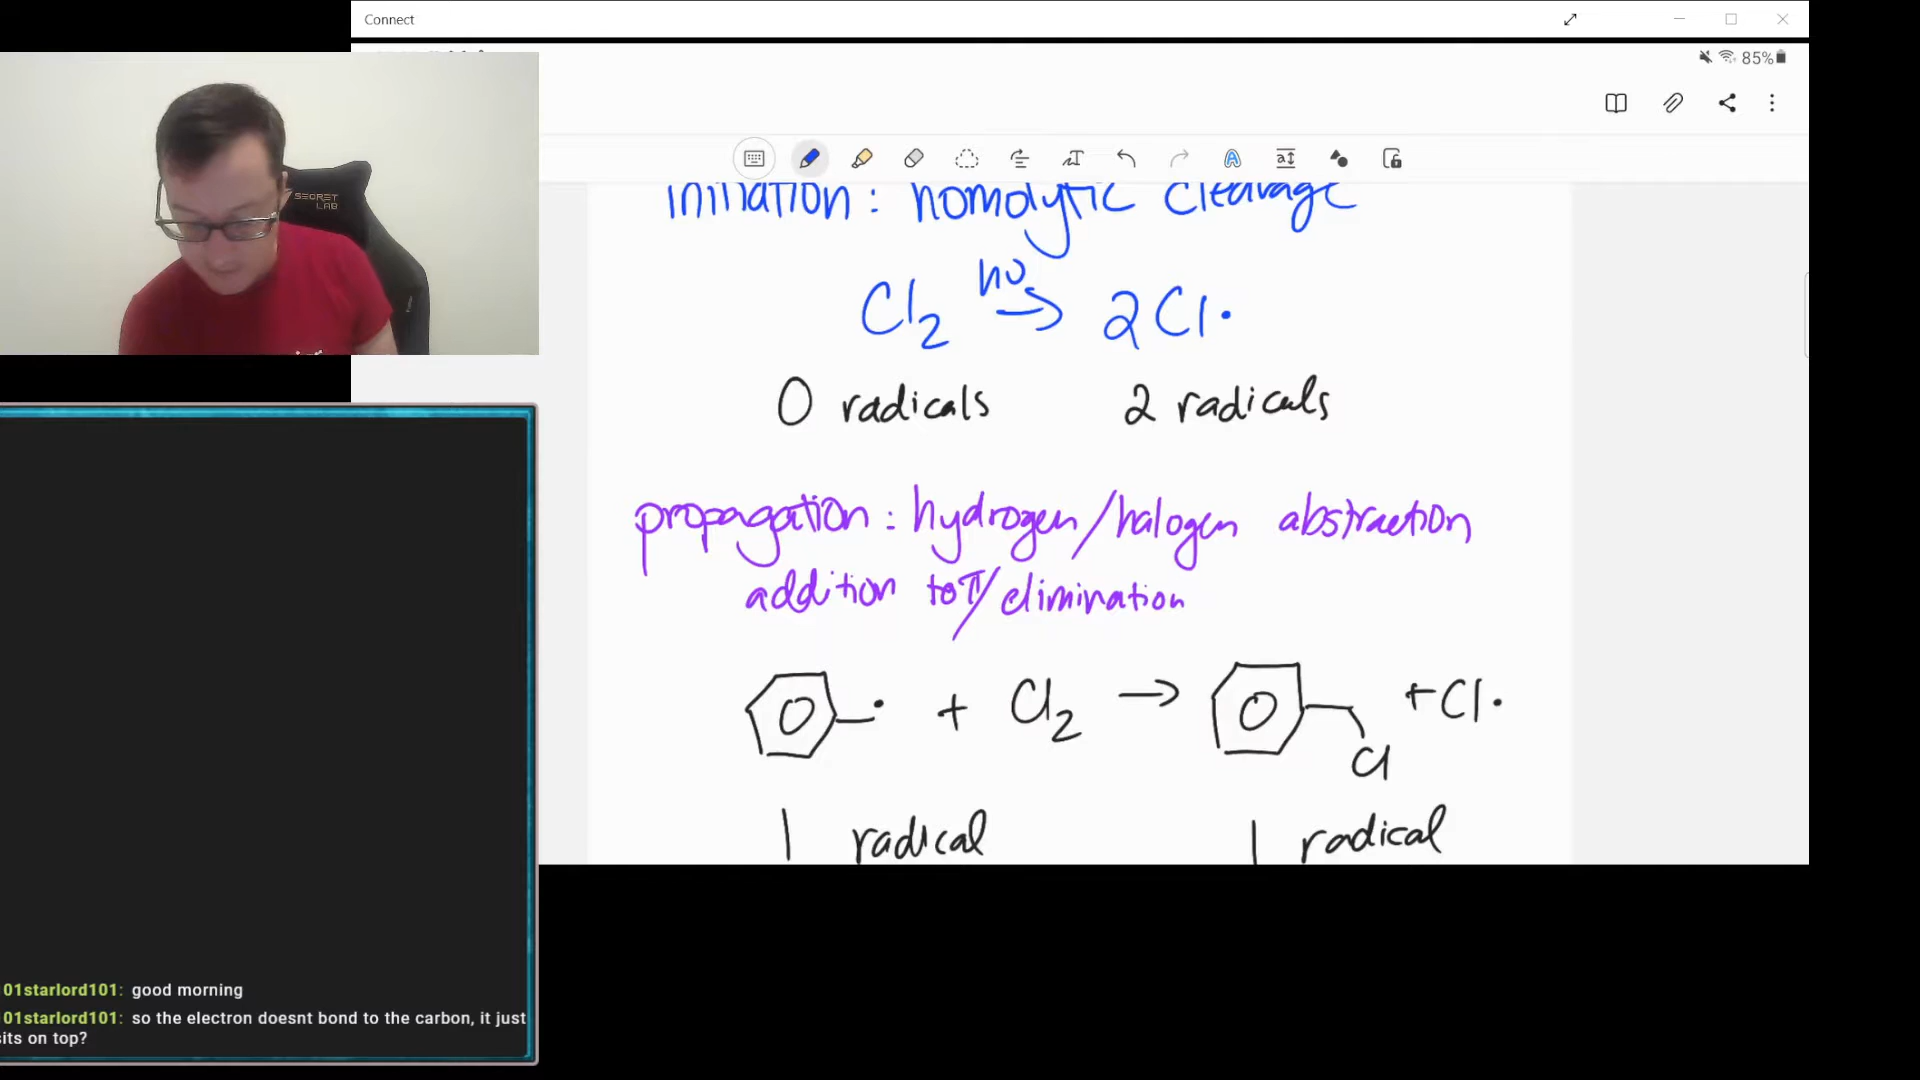 Connect
85%
SECRET
LAB
initiation: homolytic cleavage
hν
Cl2 → 2Cl•
0 radicals 2 radicals
propagation: hydrogen/halogen abstraction
addition to π/elimination
+ Cl2 → Cl + Cl•
1 radical 1 radical
01starlord101: good morning
01starlord101: so the electron doesnt bond to the carbon, it just
sits on top?